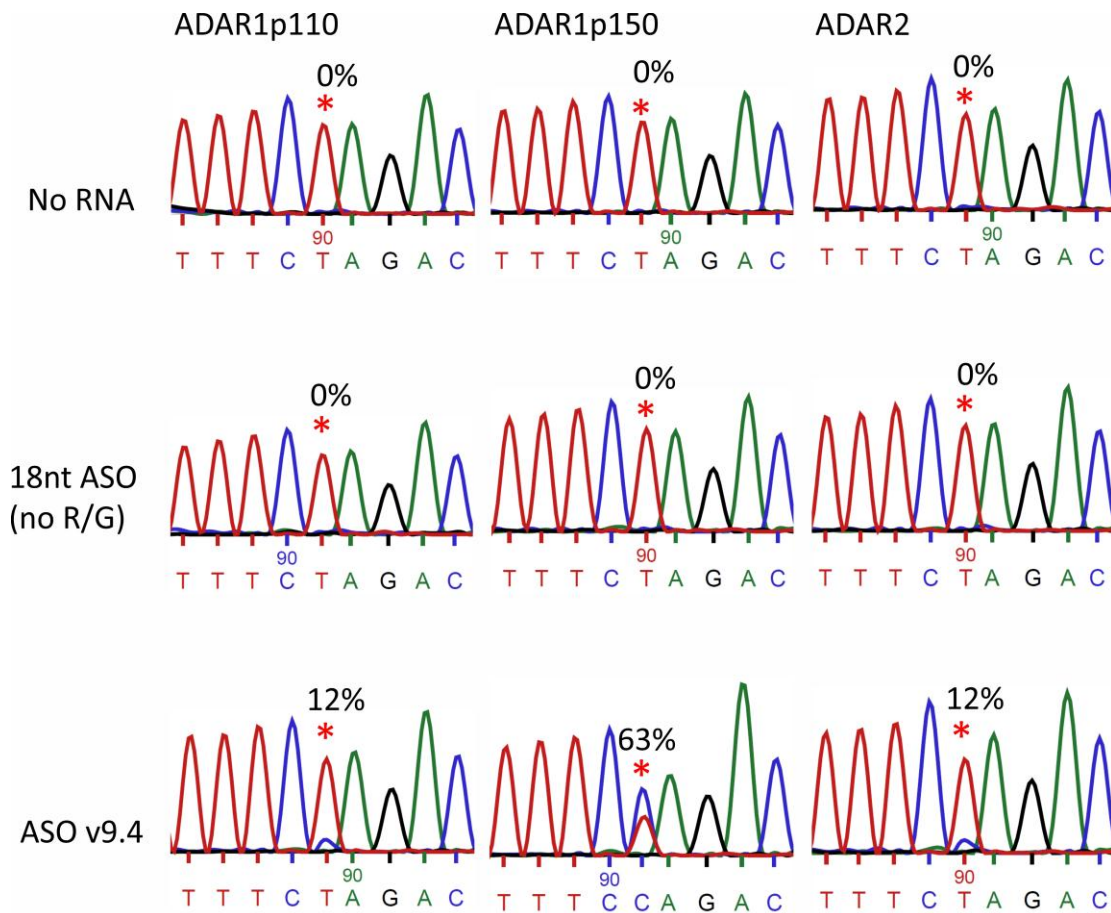 ADAR1p110 ADAR1p150 ADAR2
0% 0% 0%
* * *
No RNA
90 90 90
T T T C T A G A C T T T C T A G A C T T T C T A G A C
0% 0% 0%
* * *
18nt ASO
(no R/G)
90 90 90
T T T C T A G A C T T T C T A G A C T T T C T A G A C
12% 63% 12%
* * *
ASO v9.4
90 90 90
T T T C T A G A C T T T C C A G A C T T T C T A G A C